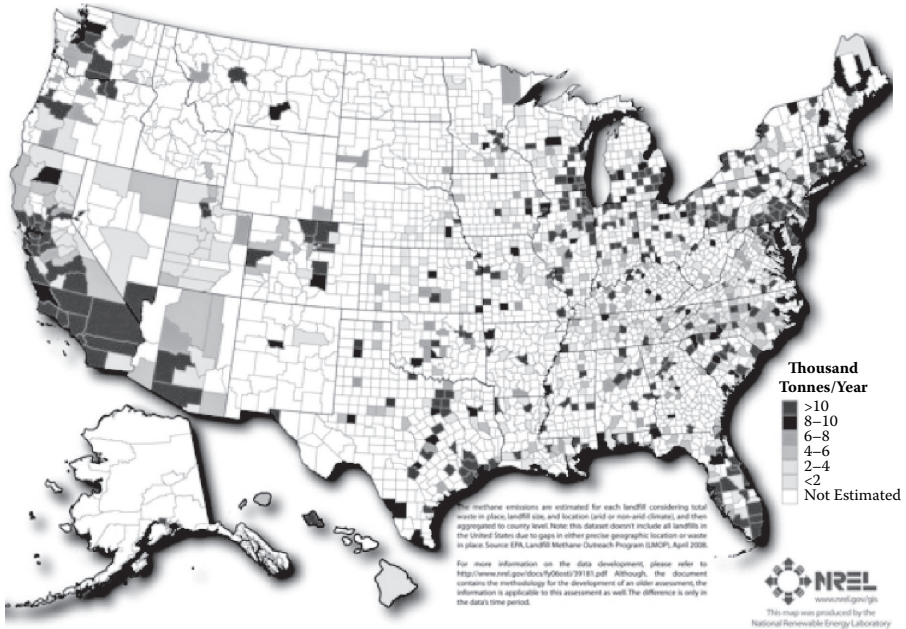 Thousand
Tonnes/Year
>10
8–10
6–8
4–6
2–4
<2
Not Estimated
The methane emissions are estimated for each landfill considering total
waste in place, landfill size, and location (arid or non-arid climate), and then
aggregated to county level. Note: this dataset doesn't include all landfills in
the United States due to gaps in either precise geographic location or waste
in place. Source: EPA, Landfill Methane Outreach Program (LMOP), April 2008.
For more information on the data development, please refer to
http://www.nrel.gov/docs/fy06osti/39181.pdf Although, the document
contains the methodology for the development of an older assessment, the
information is applicable to this assessment as well. The difference is only in
the data's time period.
NREL
www.nrel.gov/gis
This map was produced by the
National Renewable Energy Laboratory